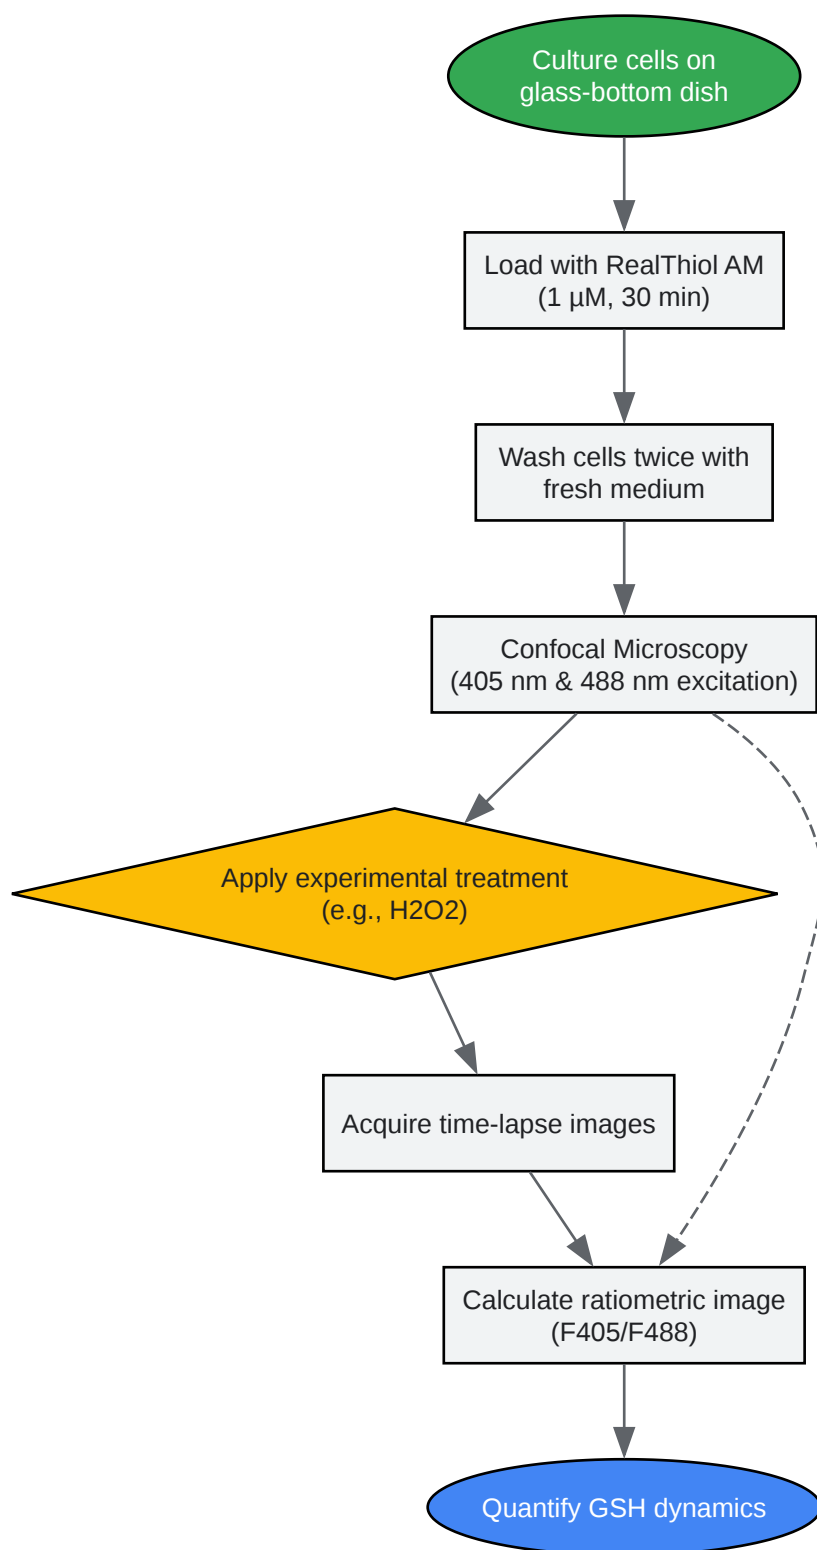 Culture cells on
glass-bottom dish
Load with RealThiol AM
(1 µM, 30 min)
Wash cells twice with
fresh medium
Confocal Microscopy
(405 nm & 488 nm excitation)
Apply experimental treatment
(e.g., H2O2)
Acquire time-lapse images
Calculate ratiometric image
(F405/F488)
Quantify GSH dynamics